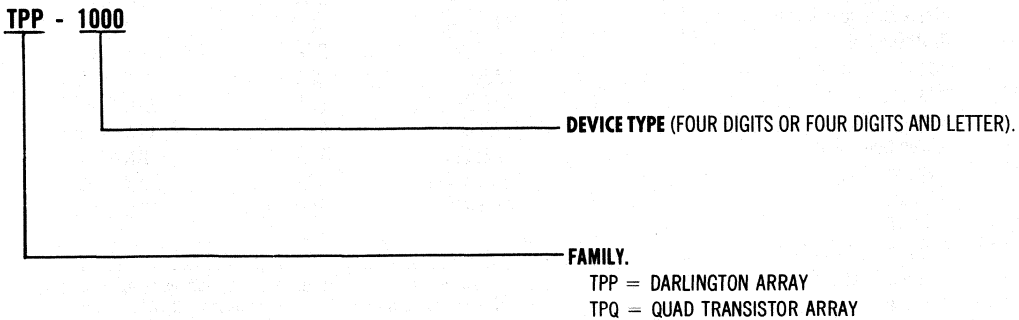 TPP - 1000
DEVICE TYPE (FOUR DIGITS OR FOUR DIGITS AND LETTER).
FAMILY.
TPP = DARLINGTON ARRAY
TPQ = QUAD TRANSISTOR ARRAY